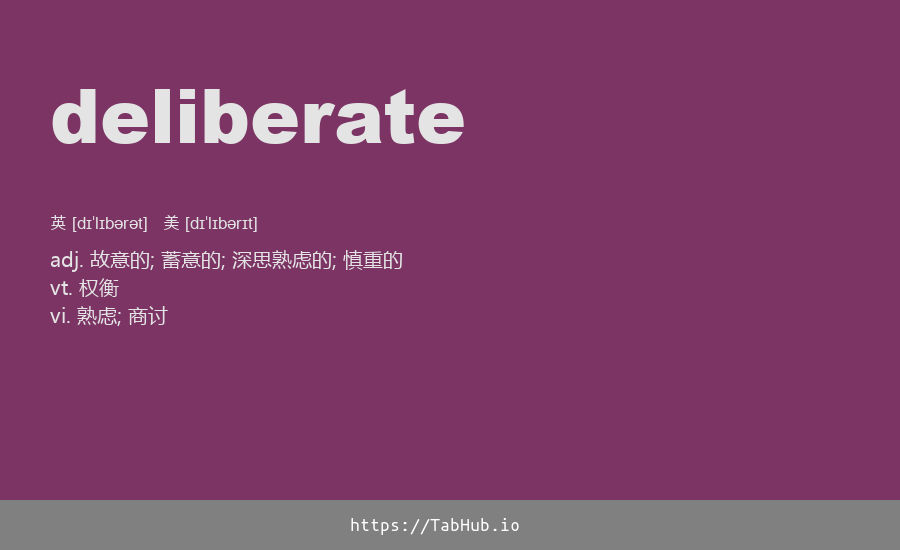 deliberate
英 [dɪˈlɪbərət] 美 [dɪˈlɪbərɪt]
adj. 故意的; 蓄意的; 深思熟虑的; 慎重的
vt. 权衡
vi. 熟虑; 商讨
https://TabHub.io